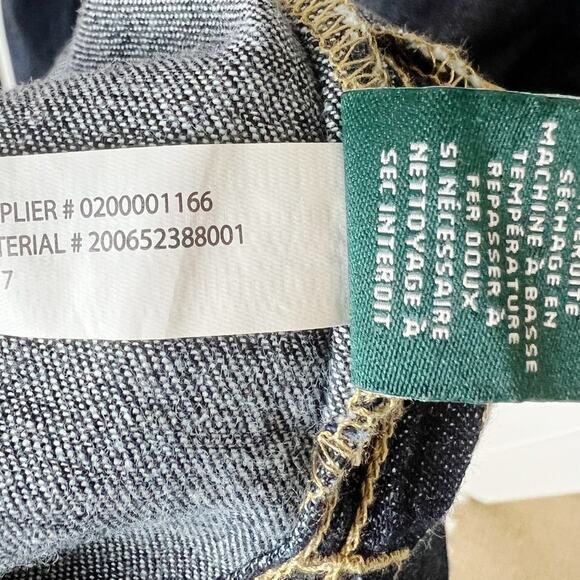 PLIER # 0200001166
TERIAL # 200652388001
7
SÉCHAGE EN
MACHINE À BASSE
TEMPÉRATURE
REPASSER À
FER DOUX
SI NÉCESSAIRE
NETTOYAGE À
SEC INTERDIT